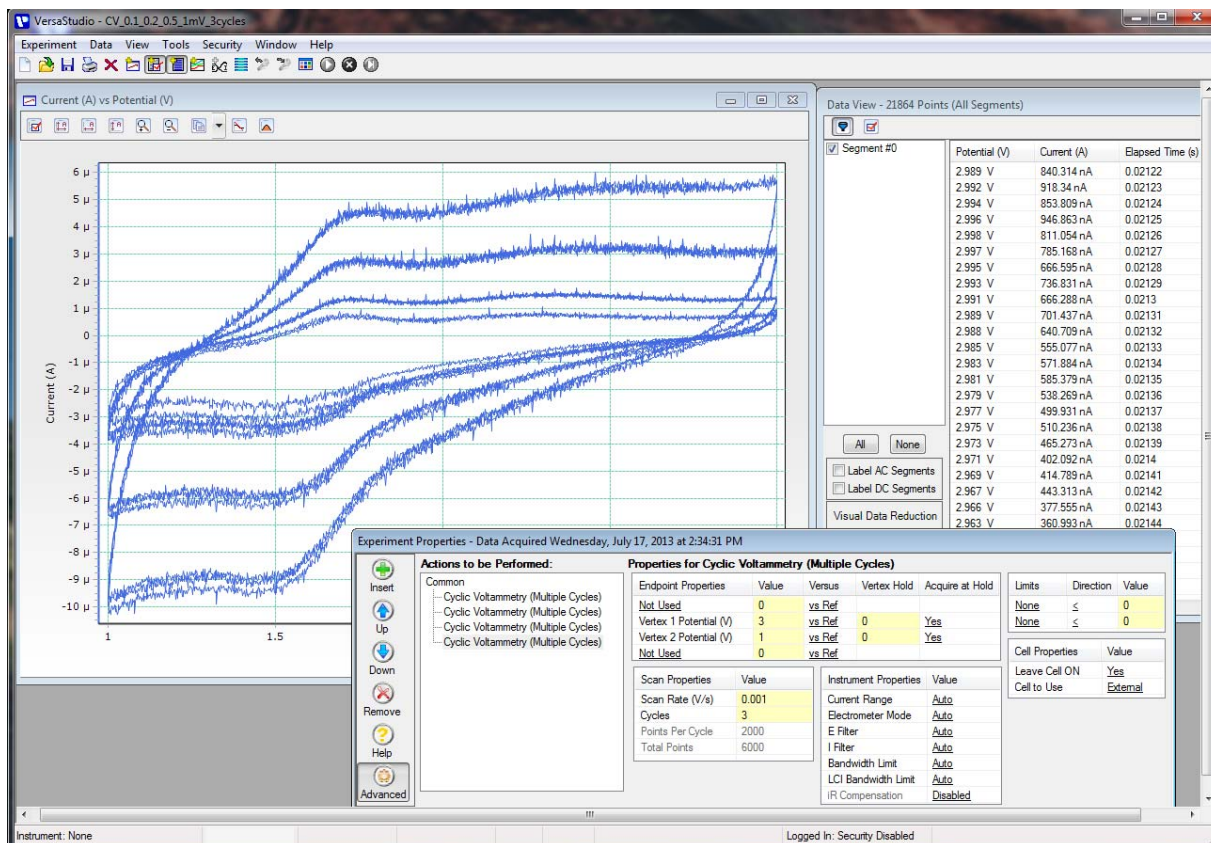 VersaStudio - CV_0.1_0.2_0.5_1mV_3cycles
Experiment Data View Tools Security Window Help
Current (A) vs Potential (V)
6 µ
5 µ
4 µ
3 µ
2 µ
1 µ
0
-1 µ
-2 µ
-3 µ
-4 µ
-5 µ
-6 µ
-7 µ
-8 µ
-9 µ
-10 µ
Current (A)
1 1.5
Data View - 21864 Points (All Segments)
Segment #0
All None
Label AC Segments
Label DC Segments
Visual Data Reduction
Potential (V) Current (A) Elapsed Time (s)
2.989 V 840.314 nA 0.02122
2.992 V 918.34 nA 0.02123
2.994 V 853.809 nA 0.02124
2.996 V 946.863 nA 0.02125
2.998 V 811.054 nA 0.02126
2.997 V 785.168 nA 0.02127
2.995 V 666.595 nA 0.02128
2.993 V 736.831 nA 0.02129
2.991 V 666.288 nA 0.0213
2.989 V 701.437 nA 0.02131
2.988 V 640.709 nA 0.02132
2.985 V 555.077 nA 0.02133
2.983 V 571.884 nA 0.02134
2.981 V 585.379 nA 0.02135
2.979 V 538.269 nA 0.02136
2.977 V 499.931 nA 0.02137
2.975 V 510.236 nA 0.02138
2.973 V 465.273 nA 0.02139
2.971 V 402.092 nA 0.0214
2.969 V 414.789 nA 0.02141
2.967 V 443.313 nA 0.02142
2.966 V 377.555 nA 0.02143
2.963 V 360.993 nA 0.02144
Experiment Properties - Data Acquired Wednesday, July 17, 2013 at 2:34:31 PM
Insert
Up
Down
Remove
Help
Advanced
Actions to be Performed:
Common
Cyclic Voltammetry (Multiple Cycles)
Cyclic Voltammetry (Multiple Cycles)
Cyclic Voltammetry (Multiple Cycles)
Cyclic Voltammetry (Multiple Cycles)
Properties for Cyclic Voltammetry (Multiple Cycles)
Endpoint Properties Value Versus Vertex Hold Acquire at Hold
Not Used 0 vs Ref
Vertex 1 Potential (V) 3 vs Ref 0 Yes
Vertex 2 Potential (V) 1 vs Ref 0 Yes
Not Used 0 vs Ref
Scan Properties Value
Scan Rate (V/s) 0.001
Cycles 3
Points Per Cycle 2000
Total Points 6000
Instrument Properties Value
Current Range Auto
Electrometer Mode Auto
E Filter Auto
I Filter Auto
Bandwidth Limit Auto
LCI Bandwidth Limit Auto
iR Compensation Disabled
Limits Direction Value
None < 0
None < 0
Cell Properties Value
Leave Cell ON Yes
Cell to Use External
Instrument: None Logged In: Security Disabled